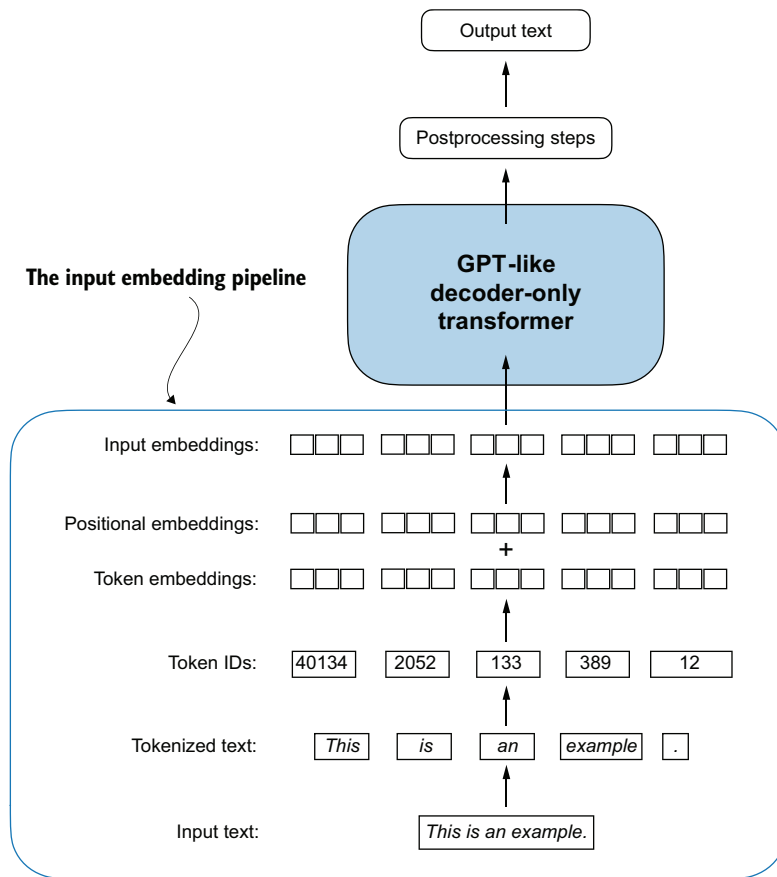 Output text
Postprocessing steps
GPT-like
decoder-only
transformer
The input embedding pipeline
Input embeddings:
Positional embeddings:
+
Token embeddings:
Token IDs: 40134 2052 133 389 12
Tokenized text: This is an example .
Input text: This is an example.